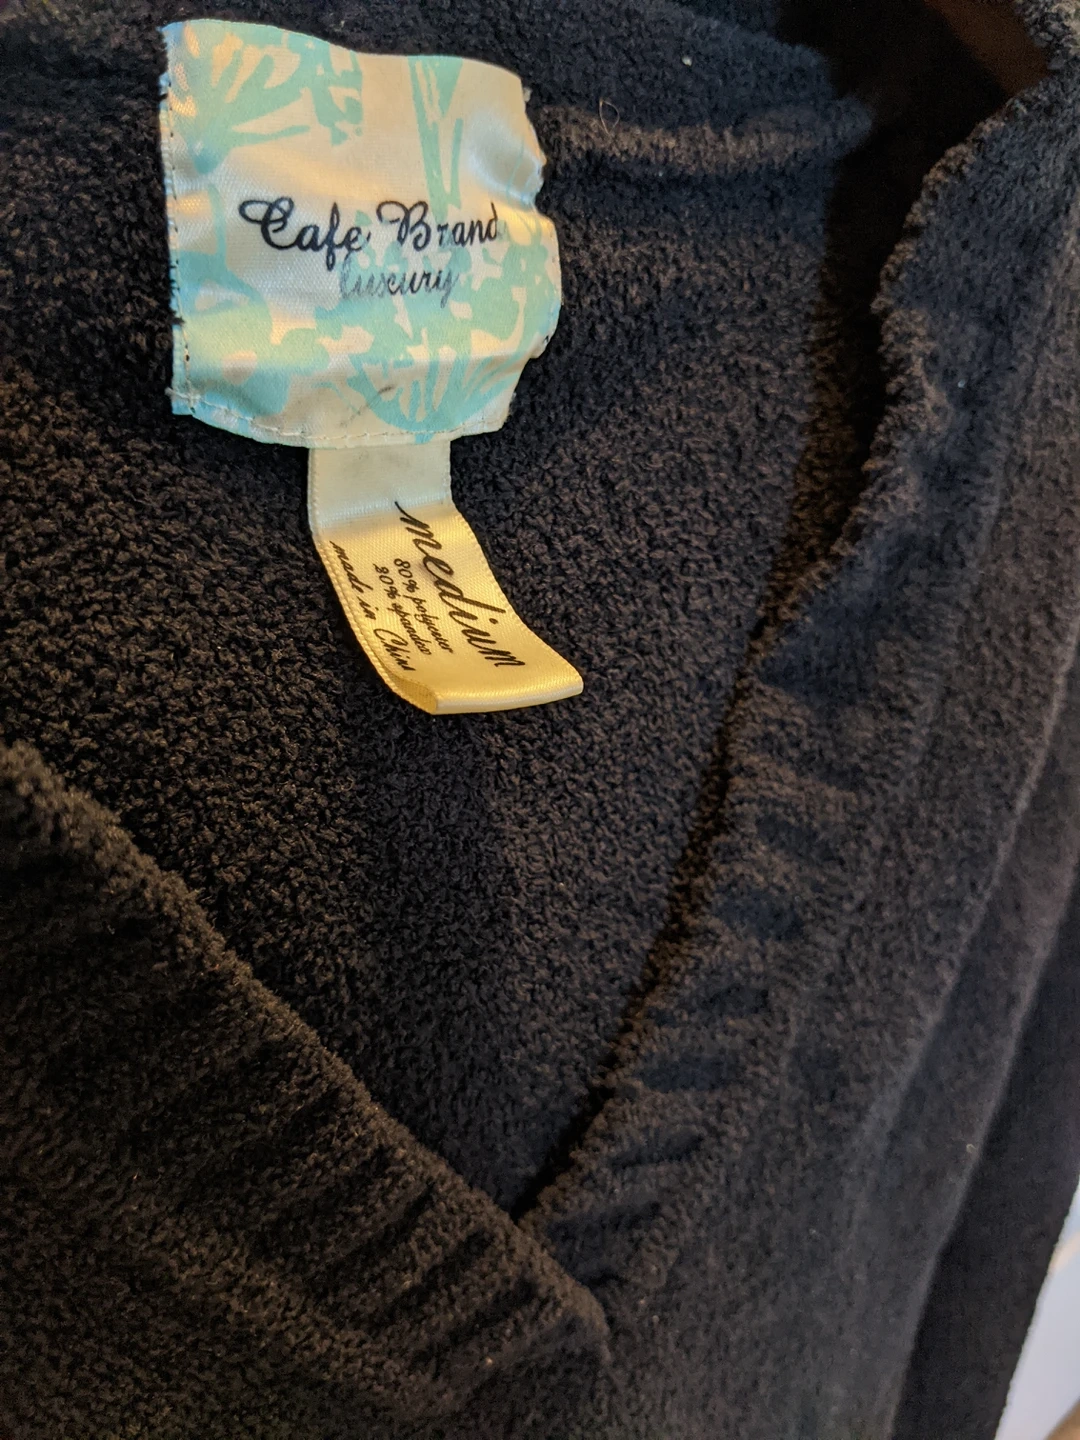 Cafe Brand
luxury
medium
80% polyester
20% spandex
made in China